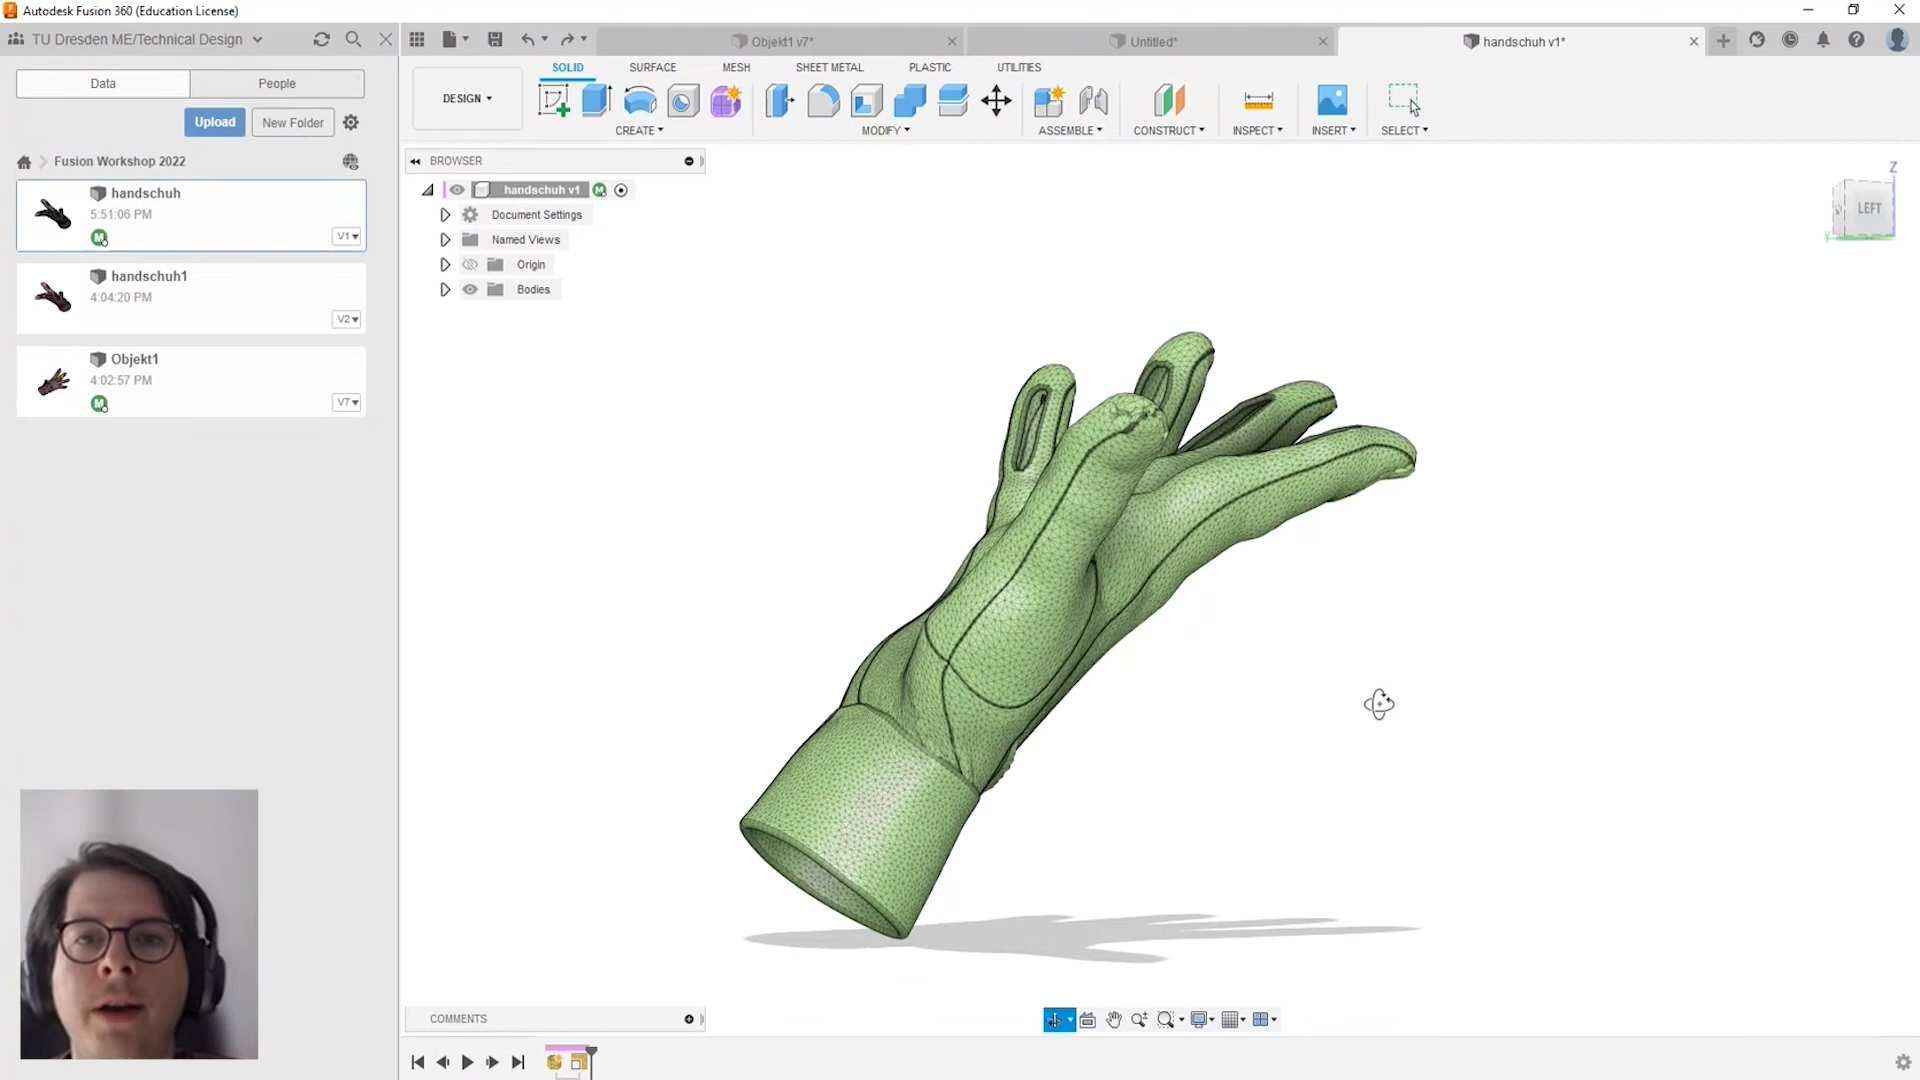 Autodesk Fusion 360 (Education License)
TU Dresden ME/Technical Design
Objekt1 v7*
Untitled*
handschuh v1*
Data
People
Upload
New Folder
Fusion Workshop 2022
handschuh
5:51:06 PM
M
V1
handschuh1
4:04:20 PM
V2
Objekt1
4:02:57 PM
M
V7
SOLID
SURFACE
MESH
SHEET METAL
PLASTIC
UTILITIES
DESIGN
CREATE
MODIFY
ASSEMBLE
CONSTRUCT
INSPECT
INSERT
SELECT
BROWSER
handschuh v1
M
Document Settings
Named Views
Origin
Bodies
Z
LEFT
Y
COMMENTS